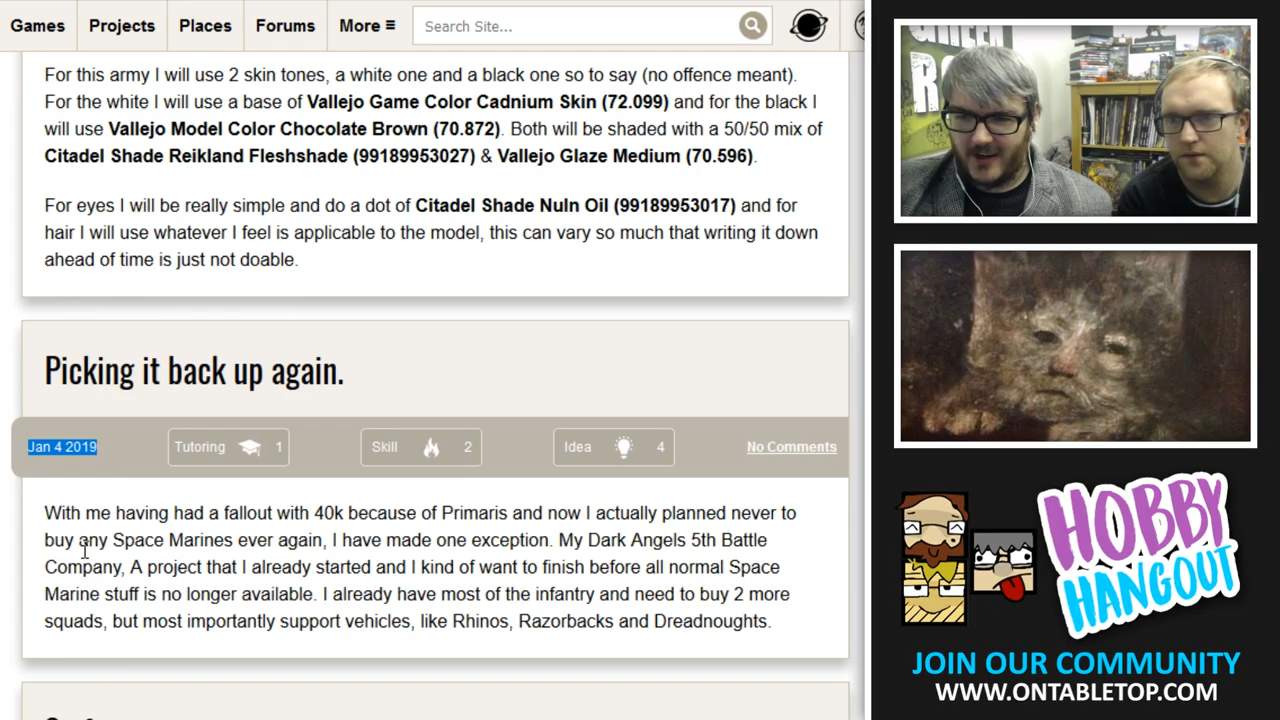 Games Projects Places Forums More ≡ Search Site...
For this army I will use 2 skin tones, a white one and a black one so to say (no offence meant).
For the white I will use a base of Vallejo Game Color Cadnium Skin (72.099) and for the black I
will use Vallejo Model Color Chocolate Brown (70.872). Both will be shaded with a 50/50 mix of
Citadel Shade Reikland Fleshshade (99189953027) & Vallejo Glaze Medium (70.596).
For eyes I will be really simple and do a dot of Citadel Shade Nuln Oil (99189953017) and for
hair I will use whatever I feel is applicable to the model, this can vary so much that writing it down
ahead of time is just not doable.
Picking it back up again.
Jan 4 2019 Tutoring 1 Skill 2 Idea 4 No Comments
With me having had a fallout with 40k because of Primaris and now I actually planned never to
buy any Space Marines ever again, I have made one exception. My Dark Angels 5th Battle
Company, A project that I already started and I kind of want to finish before all normal Space
Marine stuff is no longer available. I already have most of the infantry and need to buy 2 more
squads, but most importantly support vehicles, like Rhinos, Razorbacks and Dreadnoughts.
HOBBY
HANGOUT
JOIN OUR COMMUNITY
WWW.ONTABLETOP.COM